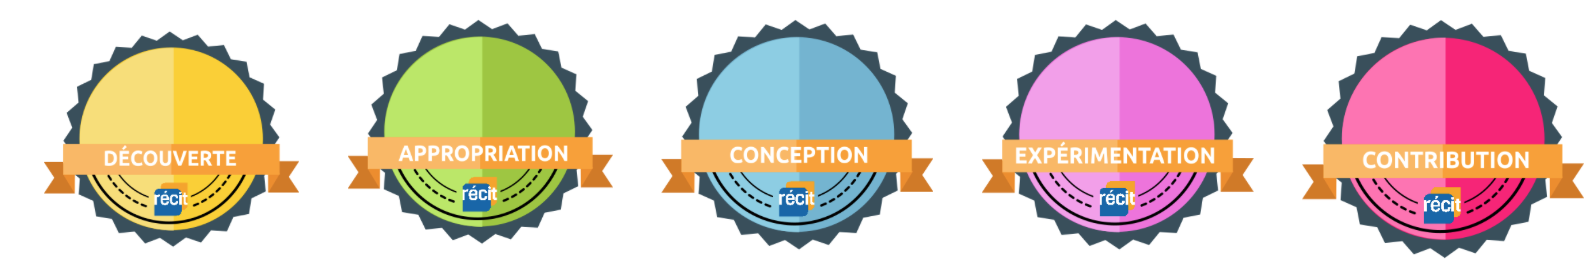 DÉCOUVERTE
récit
APPROPRIATION
récit
CONCEPTION
récit
EXPÉRIMENTATION
récit
CONTRIBUTION
récit